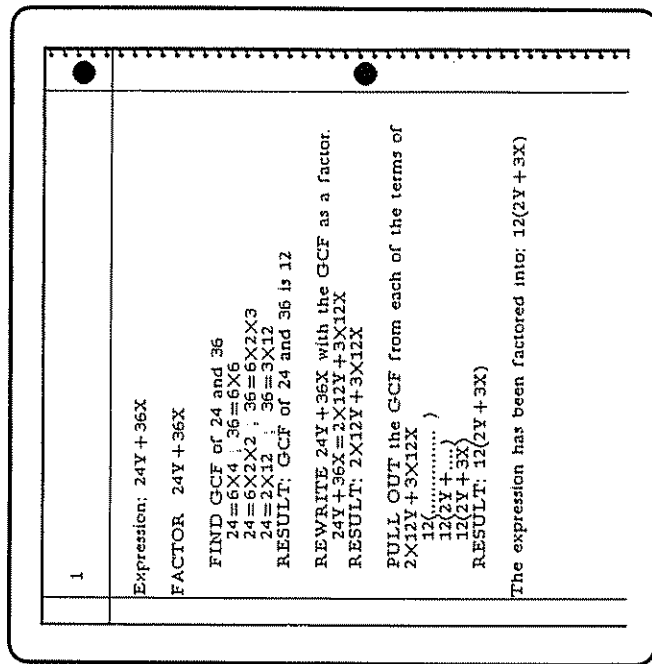 1
Expression: 24Y + 36X
FACTOR 24Y + 36X
FIND GCF of 24 and 36
24=6X4 ; 36=6X6
24=6X2X2 ; 36=6X2X3
24=2X12 ; 36=3X12
RESULT: GCF of 24 and 36 is 12
REWRITE 24Y+36X with the GCF as a factor.
24Y+36X=2X12Y+3X12X
RESULT: 2X12Y+3X12X
PULL OUT the GCF from each of the terms of
2X12Y+3X12X
12(............... )
12(2Y + ....)
12(2Y+3X)
RESULT: 12(2Y+3X)
The expression has been factored into: 12(2Y + 3X)